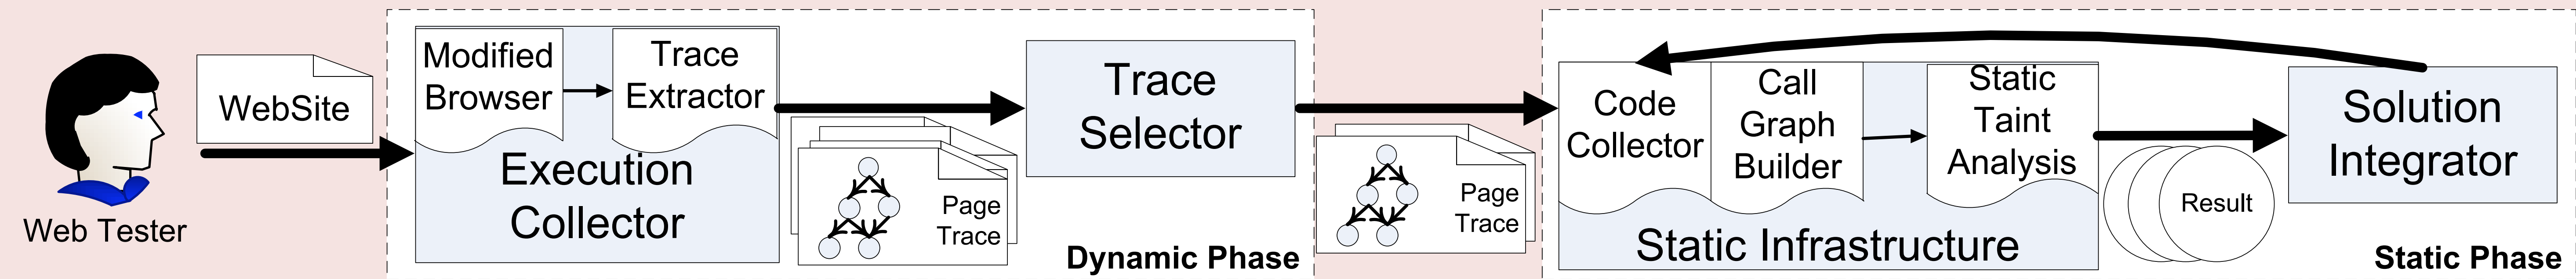 Web Tester
WebSite
Modified
Browser
Trace
Extractor
Execution
Collector
Page
Trace
Trace
Selector
Dynamic Phase
Page
Trace
Code
Collector
Call
Graph
Builder
Static
Taint
Analysis
Static Infrastructure
Result
Solution
Integrator
Static Phase